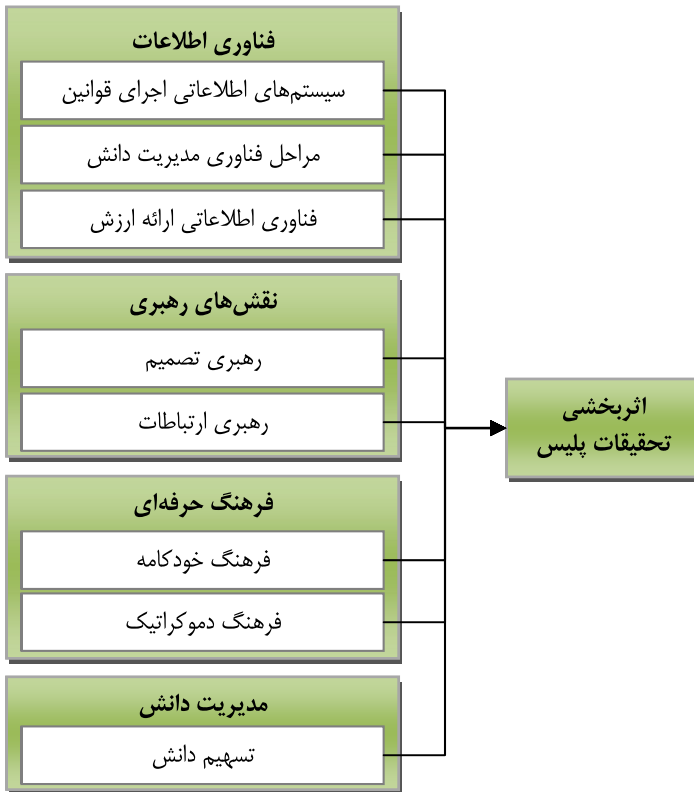 فناوری اطلاعات
سیستم‌های اطلاعاتی اجرای قوانین
مراحل فناوری مدیریت دانش
فناوری اطلاعاتی ارائه ارزش
نقش‌های رهبری
رهبری تصمیم
رهبری ارتباطات
فرهنگ حرفه‌ای
فرهنگ خودکامه
فرهنگ دموکراتیک
مدیریت دانش
تسهیم دانش
اثربخشی
تحقیقات پلیس